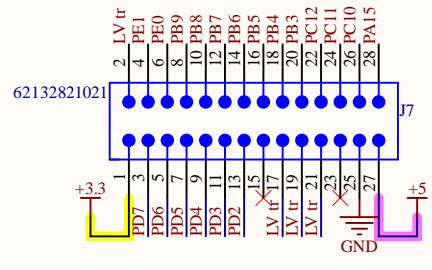 LV tr
PE1
PE0
PB9
PB8
PB7
PB6
PB5
PB4
PB3
PC12
PC11
PC10
PA15
2
4
6
8
10
12
14
16
18
20
22
24
26
28
62132821021
J7
1
3
5
7
9
11
13
15
17
19
21
23
25
27
+3.3
+5
PD7
PD6
PD5
PD4
PD3
PD2
LV tr
LV tr
LV tr
GND